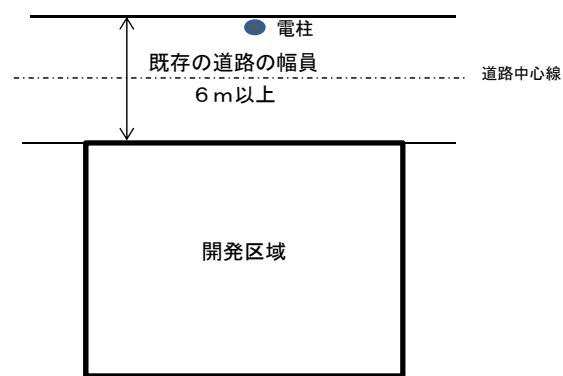 電柱
既存の道路の幅員
道路中心線
６ｍ以上
開発区域